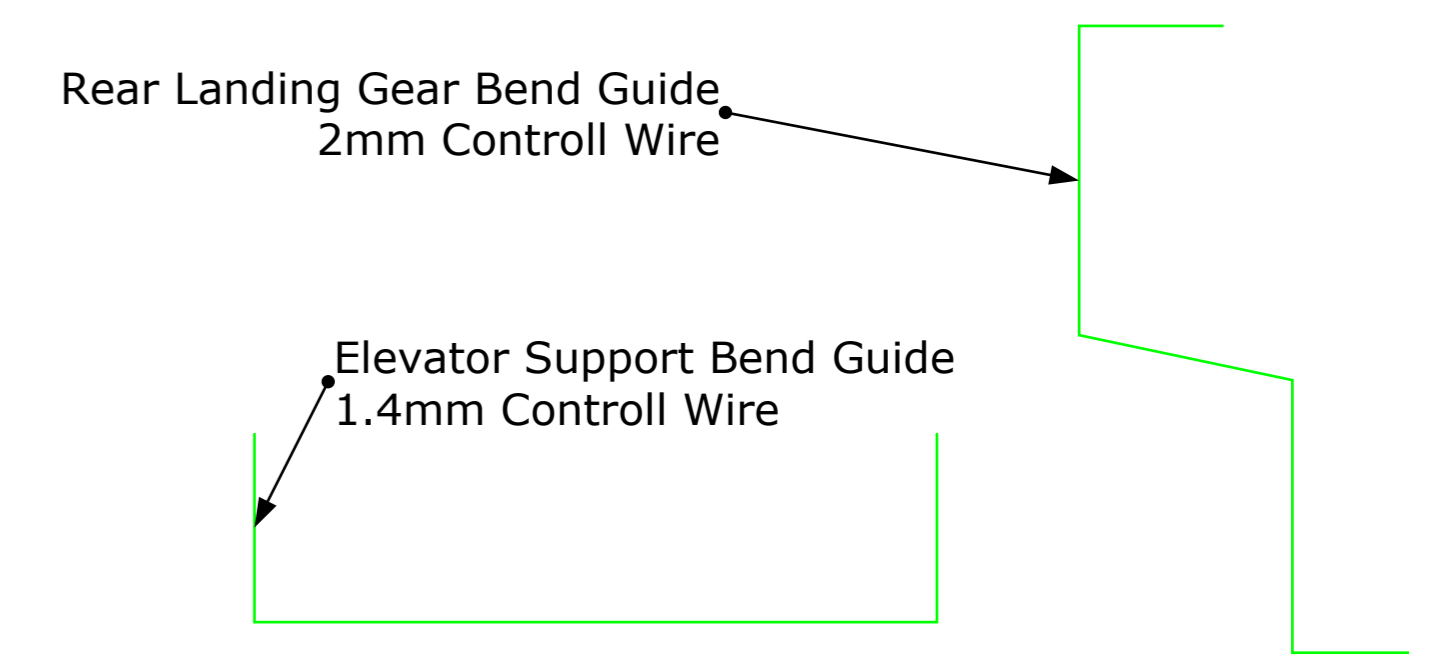 Rear Landing Gear Bend Guide
2mm Controll Wire
Elevator Support Bend Guide
1.4mm Controll Wire